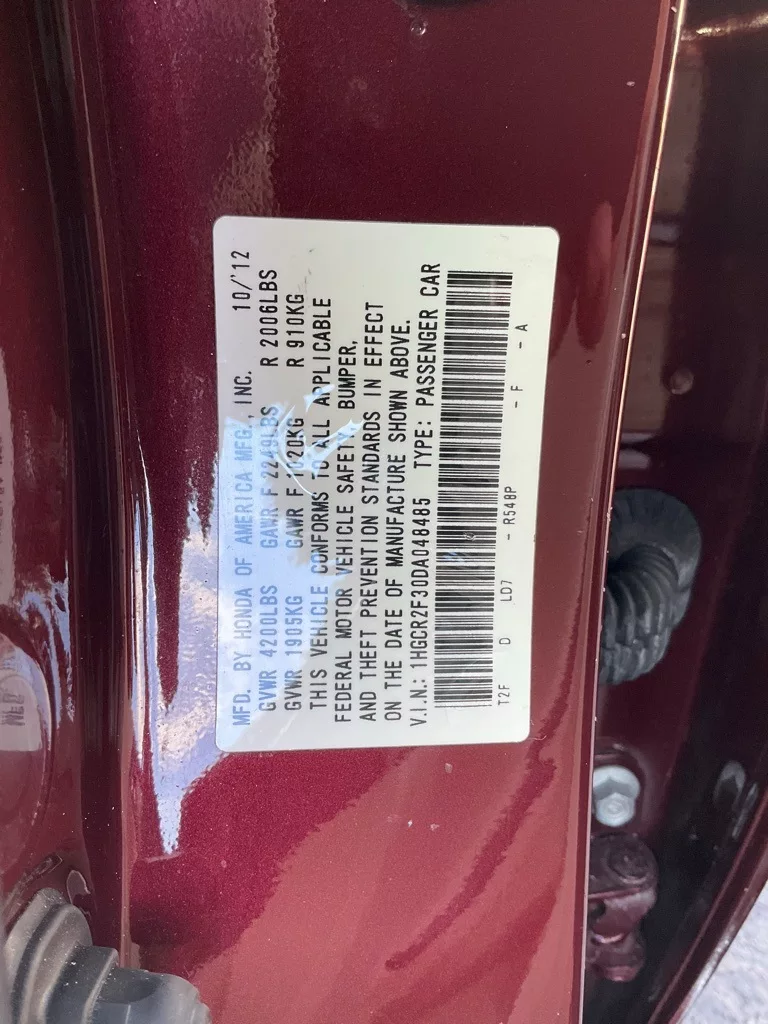 MFD. BY HONDA OF AMERICA MFG., INC. 10/'12
GVWR 4200LBS GAWR F 2249LBS R 2006LBS
GVWR 1905KG GAWR F 1020KG R 910KG
THIS VEHICLE CONFORMS TO ALL APPLICABLE
FEDERAL MOTOR VEHICLE SAFETY, BUMPER,
AND THEFT PREVENTION STANDARDS IN EFFECT
ON THE DATE OF MANUFACTURE SHOWN ABOVE.
V.I.N.: 1HGCR2F30DA048485 TYPE: PASSENGER CAR
T2F D LD7 - R548P - F - A